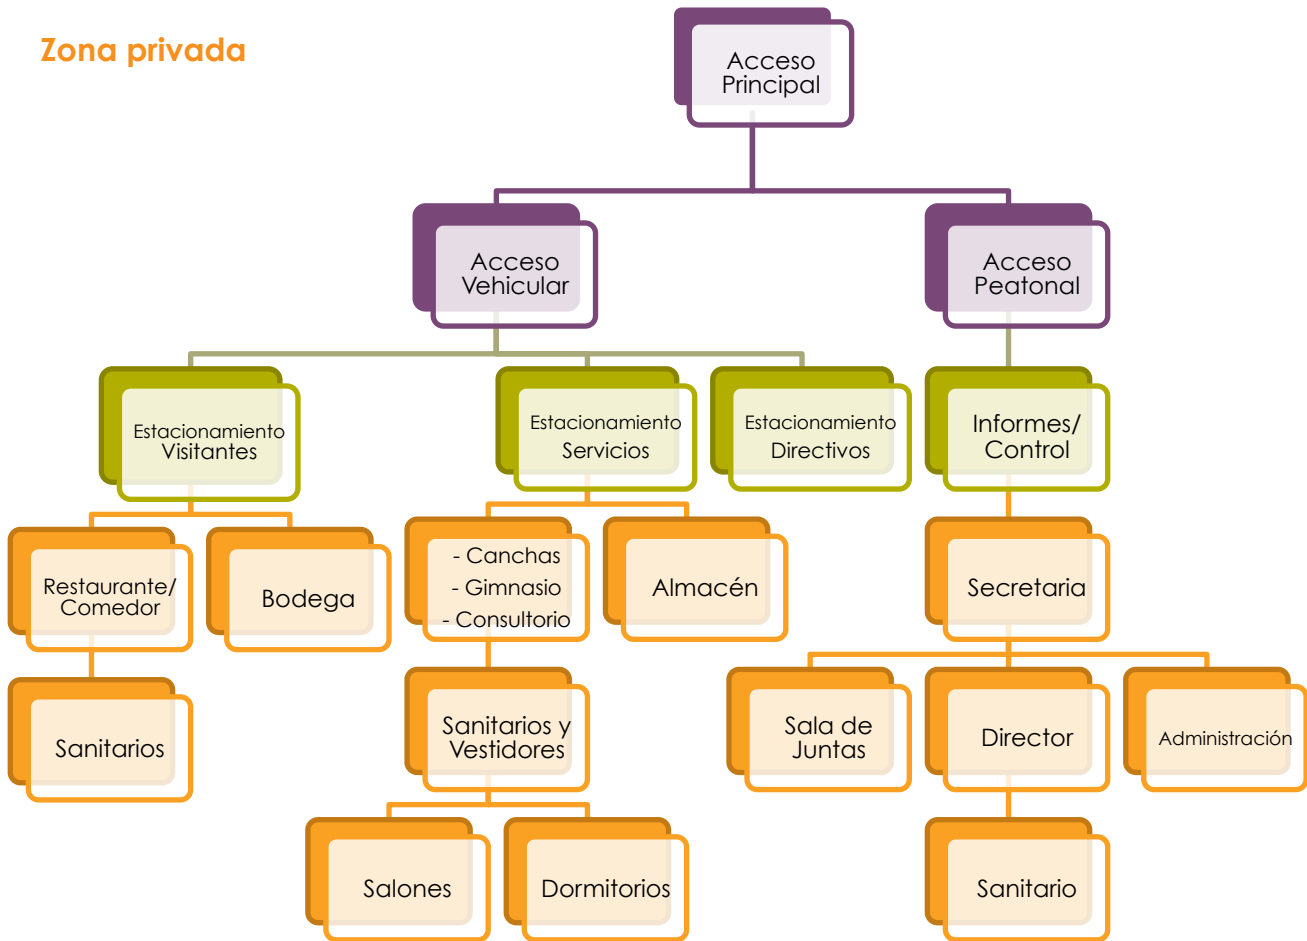 Zona privada
Acceso
Principal
Acceso
Vehicular
Acceso
Peatonal
Estacionamiento
Visitantes
Estacionamiento
Servicios
Estacionamiento
Directivos
Informes/
Control
Restaurante/
Comedor
Bodega
- Canchas
- Gimnasio
- Consultorio
Almacén
Secretaria
Sanitarios
Sanitarios y
Vestidores
Sala de
Juntas
Director
Administración
Salones
Dormitorios
Sanitario